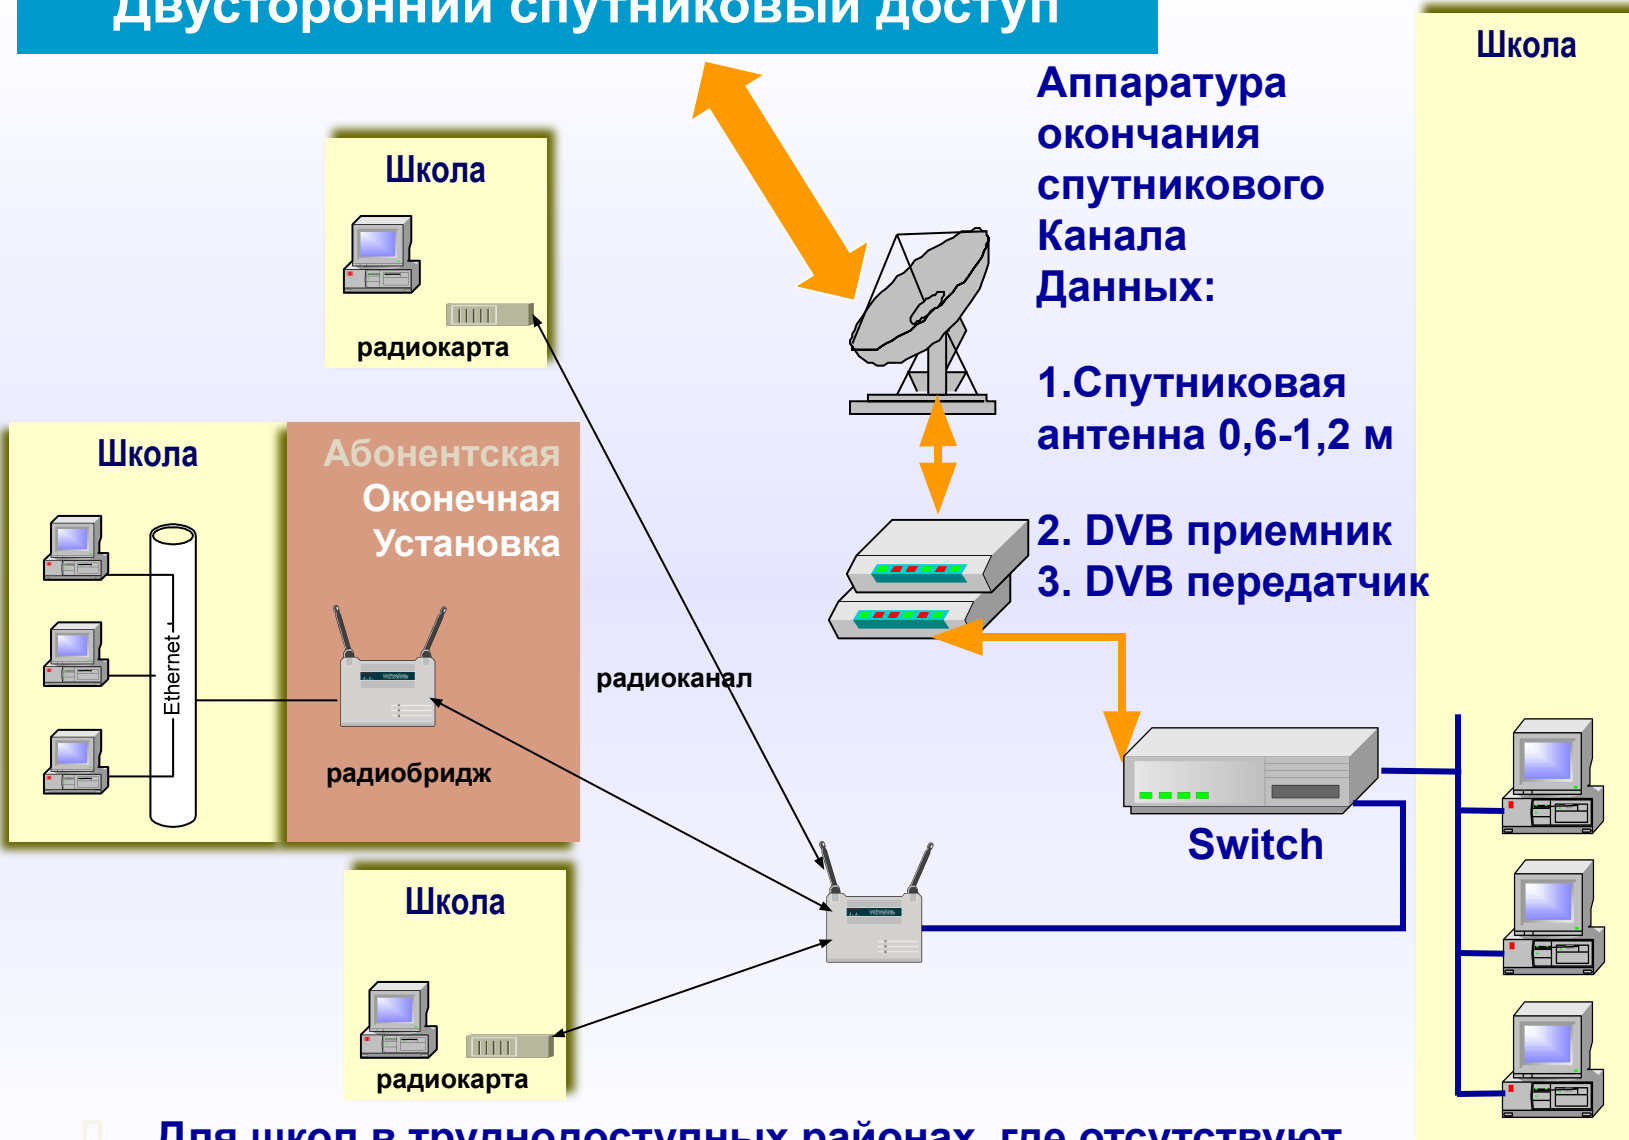 Двусторонний спутниковый доступ
Школа
Аппаратура
окончания
спутникового
Канала
Данных:
1.Спутниковая
антенна 0,6-1,2 м
2. DVB приемник
3. DVB передатчик
Школа
радиокарта
Школа
Абонентская
Оконечная
Установка
Ethernet
радиобридж
радиоканал
Switch
Школа
радиокарта
Для школ в труднодоступных районах, где отсутствуют